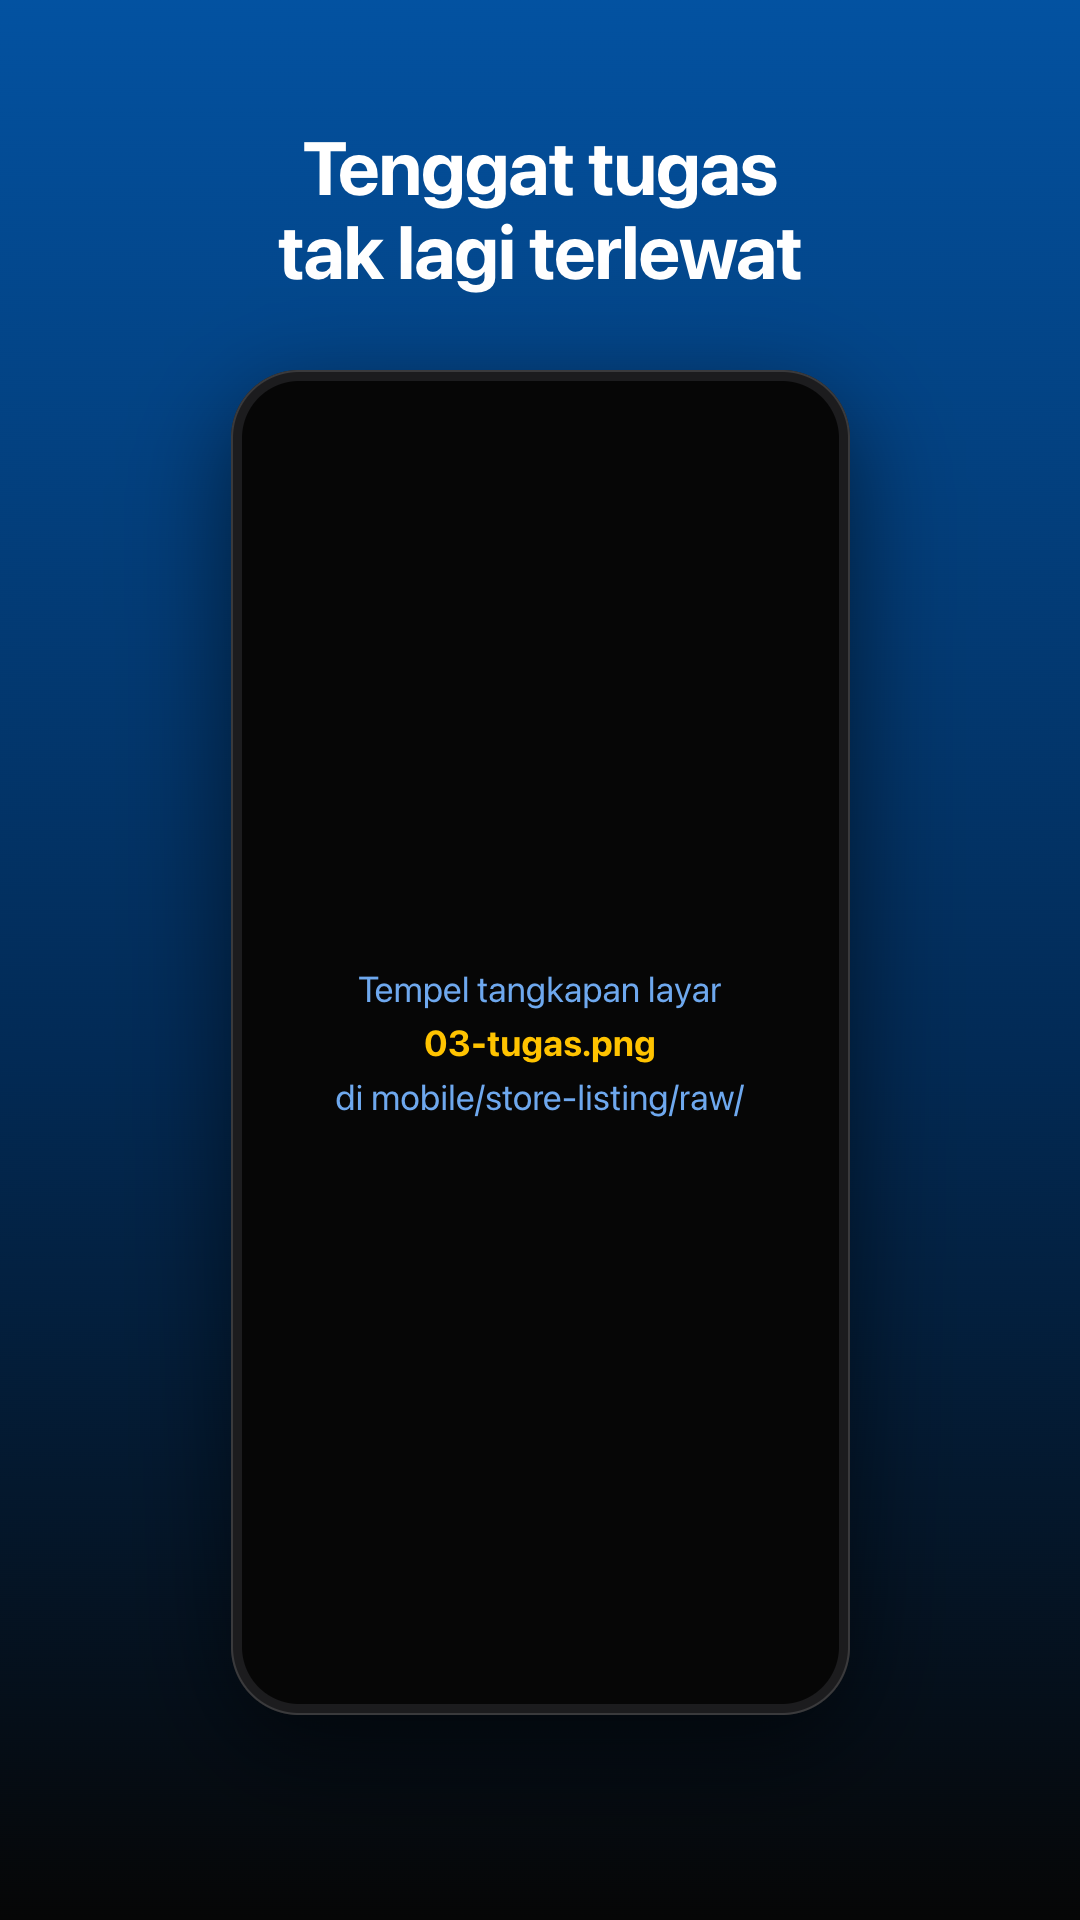 Tenggat tugas
tak lagi terlewat
Tempel tangkapan layar
03-tugas.png
di mobile/store-listing/raw/